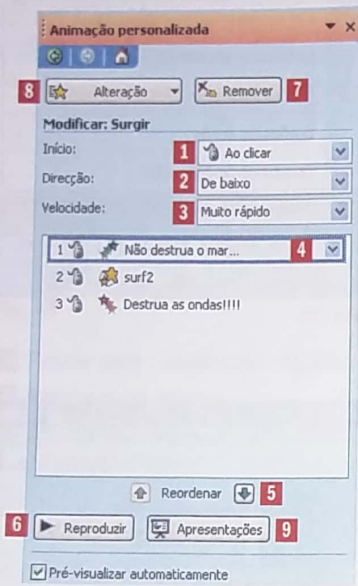 Animação personalizada
8 Alteração Remover 7
Modificar: Surgir
Início: 1 Ao clicar
Direcção: 2 De baixo
Velocidade: 3 Muito rápido
1 Não destrua o mar... 4
2 surf2
3 Destrua as ondas!!!!
Reordenar 5
6 Reproduzir Apresentações 9
Pré-visualizar automaticamente